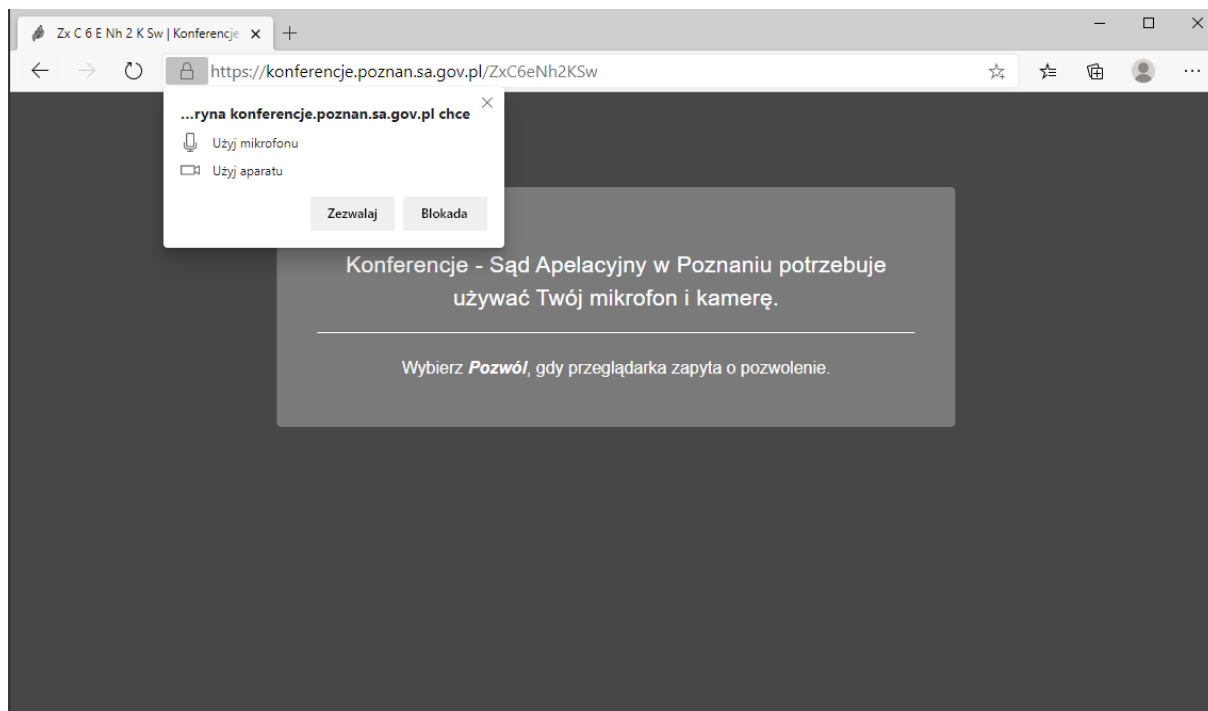 Zx C 6 E Nh 2 K Sw | Konferencje
https://konferencje.poznan.sa.gov.pl/ZxC6eNh2KSw
...ryna konferencje.poznan.sa.gov.pl chce
Użyj mikrofonu
Użyj aparatu
Zezwalaj Blokada
Konferencje - Sąd Apelacyjny w Poznaniu potrzebuje
używać Twój mikrofon i kamerę.
Wybierz Pozwól, gdy przeglądarka zapyta o pozwolenie.